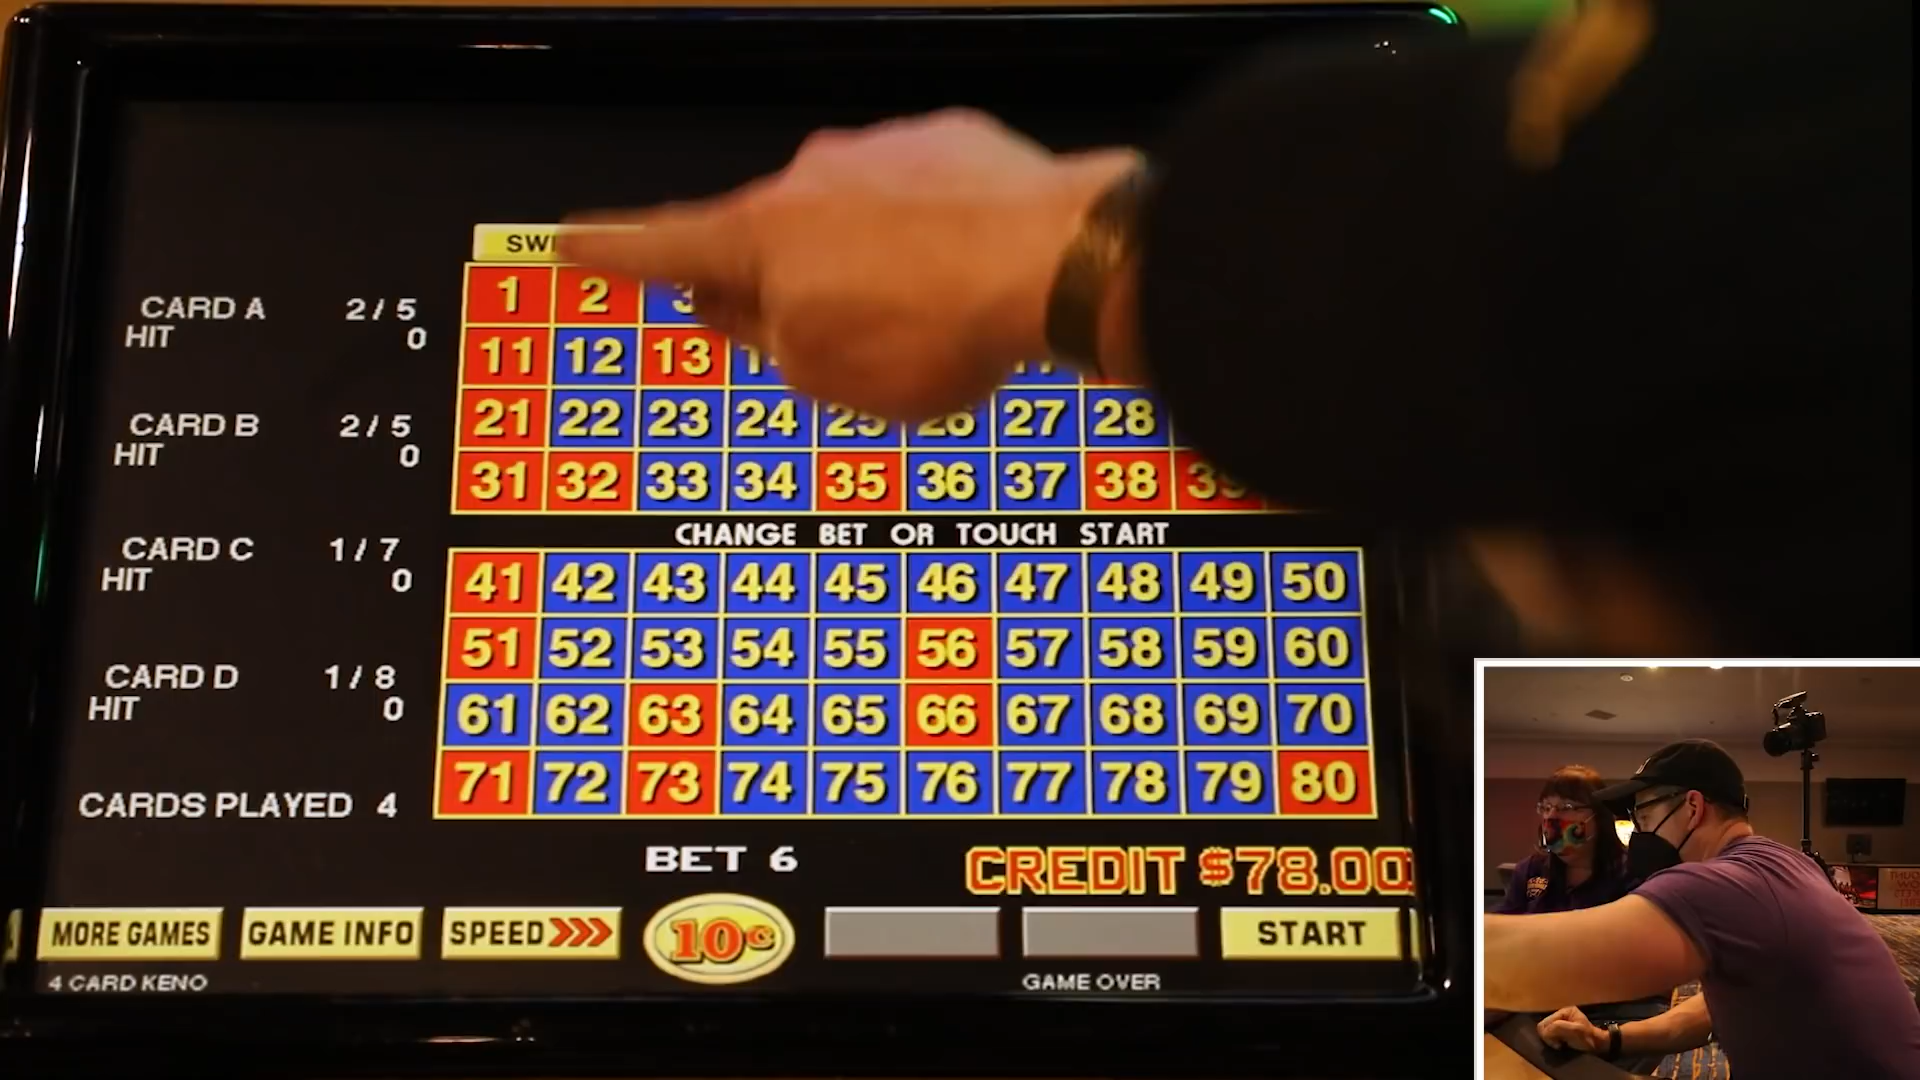 CARD A 2/5
HIT 0
CARD B 2/5
HIT 0
CARD C 1/7
HIT 0
CARD D 1/8
HIT 0
CARDS PLAYED 4
1 2 3
11 12 13
21 22 23 24 25 26 27 28
31 32 33 34 35 36 37 38 39
CHANGE BET OR TOUCH START
41 42 43 44 45 46 47 48 49 50
51 52 53 54 55 56 57 58 59 60
61 62 63 64 65 66 67 68 69 70
71 72 73 74 75 76 77 78 79 80
BET 6 CREDIT $78.00
MORE GAMES GAME INFO SPEED 10¢ START
4 CARD KENO GAME OVER